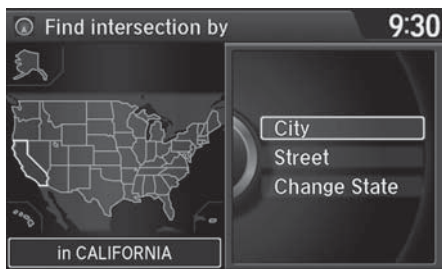 Find intersection by
9:30
City
Street
Change State
in CALIFORNIA